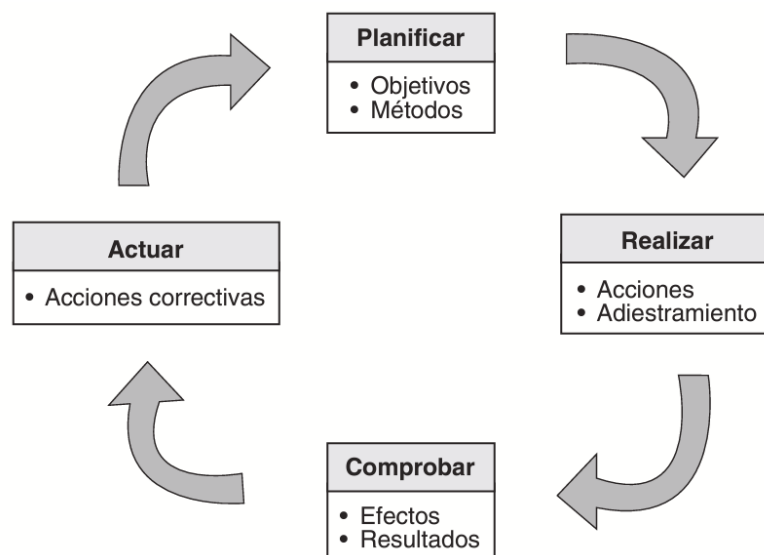 Planificar
• Objetivos
• Métodos
Realizar
• Acciones
• Adiestramiento
Comprobar
• Efectos
• Resultados
Actuar
• Acciones correctivas